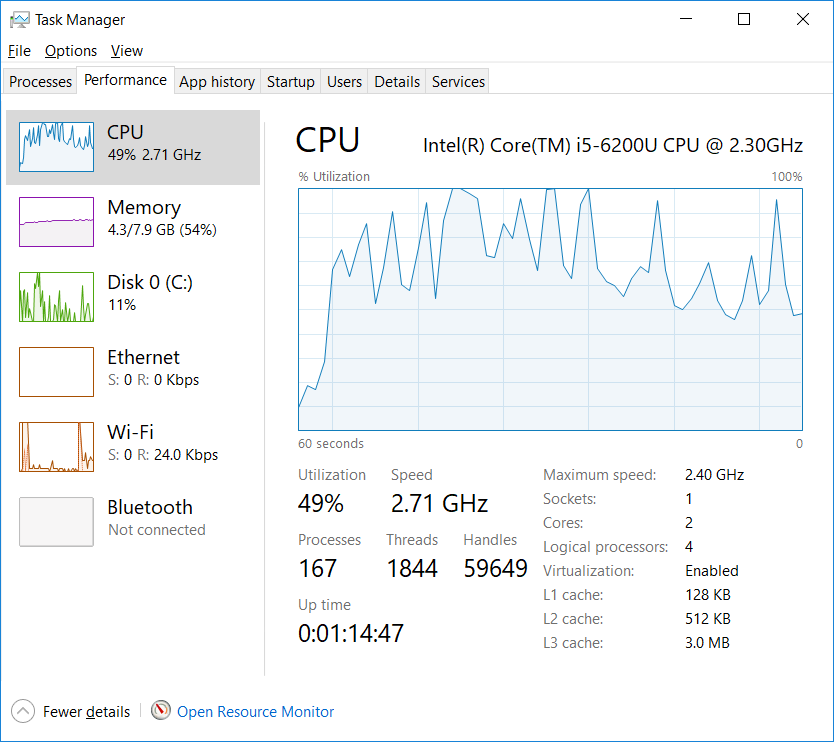 Task Manager
File Options View
Processes Performance App history Startup Users Details Services
CPU
49% 2.71 GHz
Memory
4.3/7.9 GB (54%)
Disk 0 (C:)
11%
Ethernet
S: 0 R: 0 Kbps
Wi-Fi
S: 0 R: 24.0 Kbps
Bluetooth
Not connected
CPU Intel(R) Core(TM) i5-6200U CPU @ 2.30GHz
% Utilization 100%
60 seconds 0
Utilization Speed
49% 2.71 GHz
Processes Threads Handles
167 1844 59649
Up time
0:01:14:47
Maximum speed: 2.40 GHz
Sockets: 1
Cores: 2
Logical processors: 4
Virtualization: Enabled
L1 cache: 128 KB
L2 cache: 512 KB
L3 cache: 3.0 MB
Fewer details Open Resource Monitor